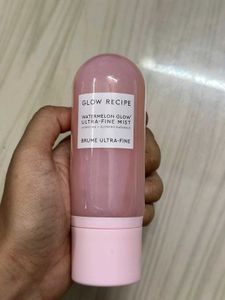 GLOW RECIPE
WATERMELON GLOW
ULTRA-FINE MIST
BRUME ULTRA-FINE